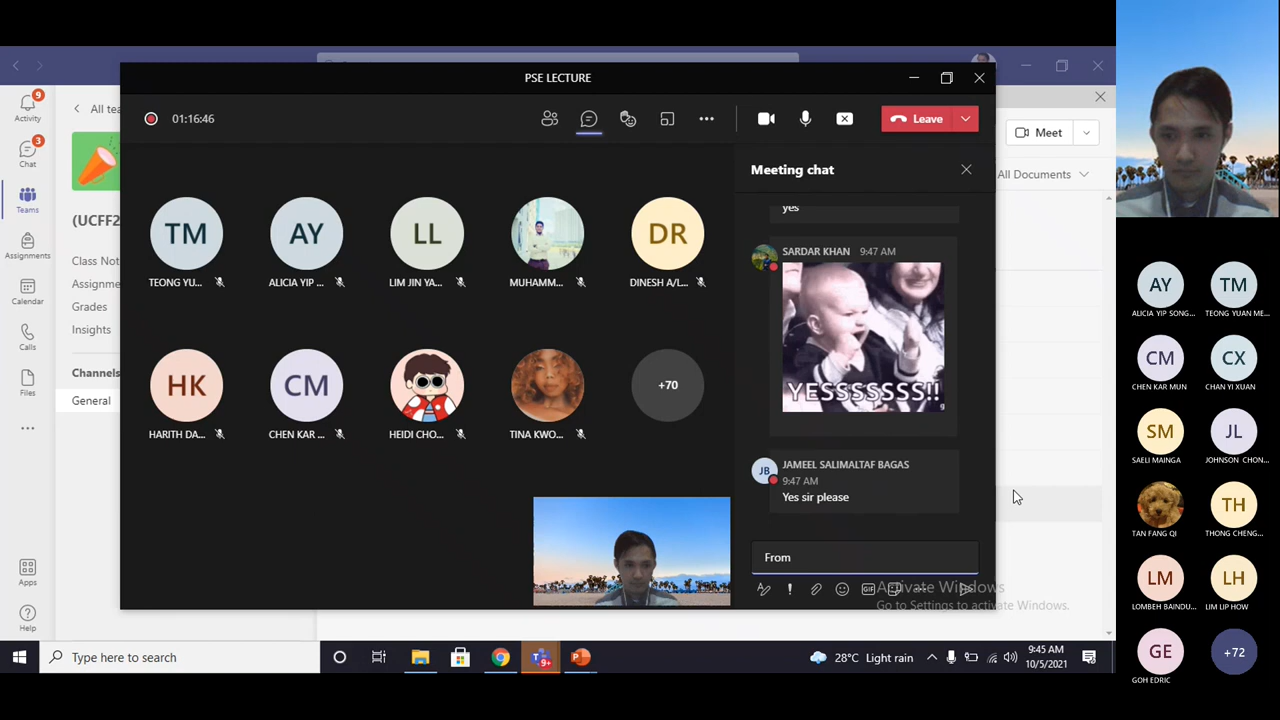 PSE LECTURE
01:16:46
Leave
Activity
9
Chat
3
Teams
Assignments
Calendar
Calls
Files
Apps
Help
All tea
(UCFF2
Class Not
Assignme
Grades
Insights
Channels
General
TM
TEONG YU...
AY
ALICIA YIP ...
LL
LIM JIN YA...
MUHAMM...
DR
DINESH A/L...
HK
HARITH DA...
CM
CHEN KAR ...
HEIDI CHO...
TINA KWO...
+70
Meeting chat
yes
SARDAR KHAN 9:47 AM
YESSSSSSS!!
JB
JAMEEL SALIMALTAF BAGAS
9:47 AM
Yes sir please
From
GIF
Meet
All Documents
Activate Windows
Go to Settings to activate Windows.
Type here to search
9+
28°C Light rain
9:45 AM
10/5/2021
AY
ALICIA YIP SONG...
TM
TEONG YUAN ME...
CM
CHEN KAR MUN
CX
CHAN YI XUAN
SM
SAELI MAINGA
JL
JOHNSON CHON...
TAN FANG QI
TH
THONG CHENG...
LM
LOMBEH BAINDU...
LH
LIM LIP HOW
GE
GOH EDRIC
+72